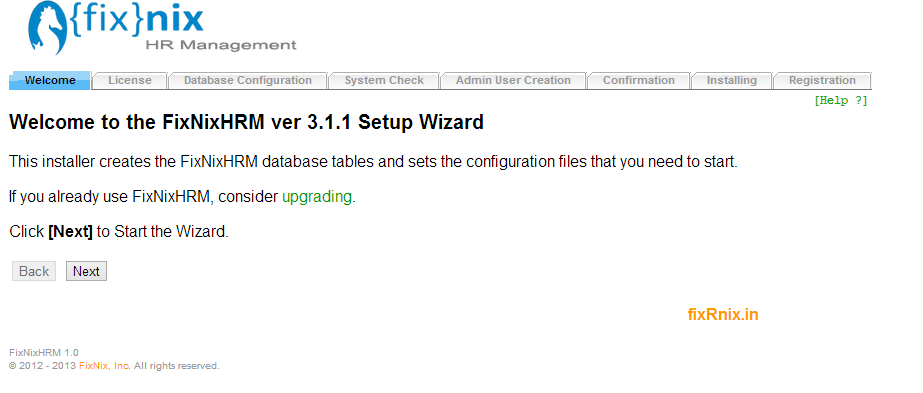 {fix}nix
HR Management
Welcome License Database Configuration System Check Admin User Creation Confirmation Installing Registration
[Help ?]
Welcome to the FixNixHRM ver 3.1.1 Setup Wizard
This installer creates the FixNixHRM database tables and sets the configuration files that you need to start.
If you already use FixNixHRM, consider upgrading.
Click [Next] to Start the Wizard.
Back Next
fixRnix.in
FixNixHRM 1.0
© 2012 - 2013 FixNix, Inc. All rights reserved.